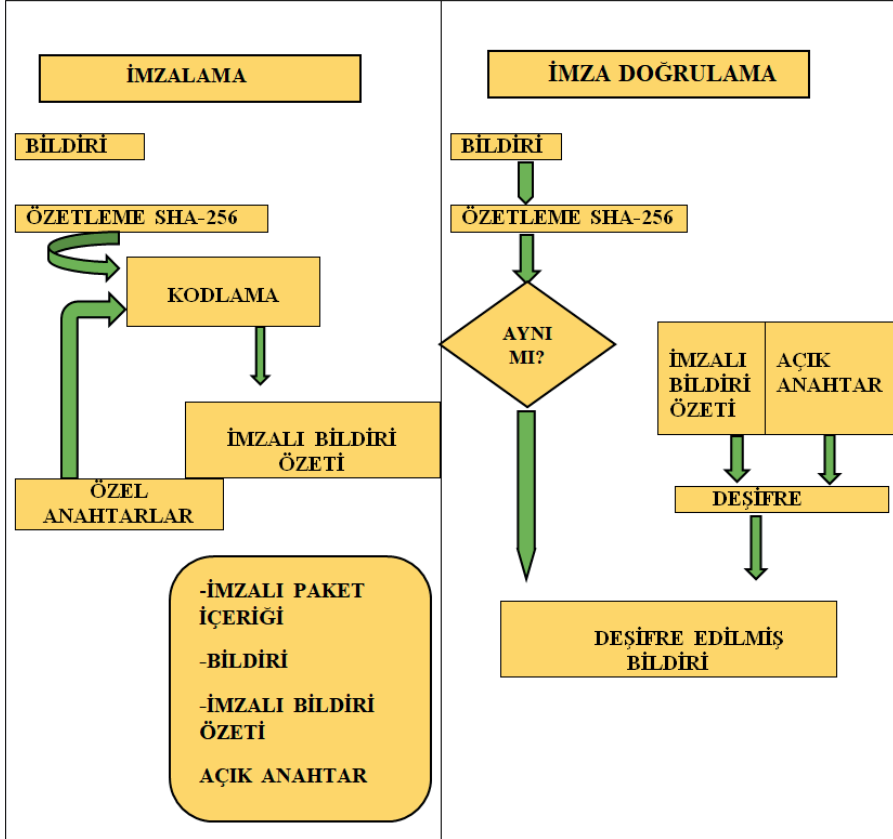 İMZALAMA
BİLDİRİ
ÖZETLEME SHA-256
KODLAMA
İMZALI BİLDİRİ
ÖZETİ
ÖZEL
ANAHTARLAR
-İMZALI PAKET
İÇERİĞİ
-BİLDİRİ
-İMZALI BİLDİRİ
ÖZETİ
AÇIK ANAHTAR
İMZA DOĞRULAMA
BİLDİRİ
ÖZETLEME SHA-256
AYNI
MI?
İMZALI
BİLDİRİ
ÖZETİ
AÇIK
ANAHTAR
DEŞİFRE
DEŞİFRE EDİLMİŞ
BİLDİRİ